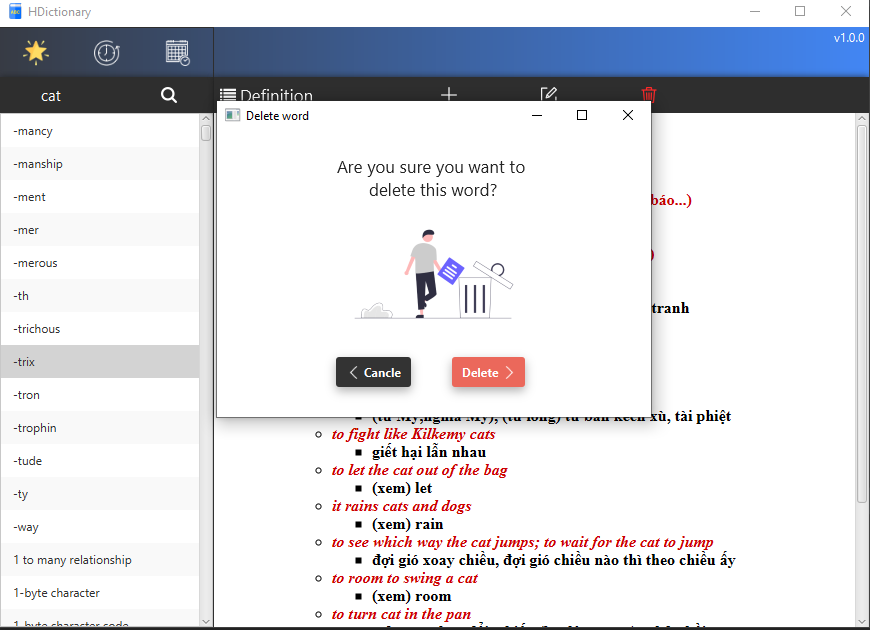 HDictionary
v1.0.0
cat
Definition
-mancy
-manship
-ment
-mer
-merous
-th
-trichous
-trix
-tron
-trophin
-tude
-ty
-way
1 to many relationship
1-byte character
1-byte character code
Delete word
Are you sure you want to
delete this word?
Cancle
Delete
báo...)
)
tranh
(từ Mỹ,nghĩa Mỹ), (từ lóng) tư bản kếch xù, tài phiệt
to fight like Kilkemy cats
giết hại lẫn nhau
to let the cat out of the bag
(xem) let
it rains cats and dogs
(xem) rain
to see which way the cat jumps; to wait for the cat to jump
đợi gió xoay chiều, đợi gió chiều nào thì theo chiều ấy
to room to swing a cat
(xem) room
to turn cat in the pan